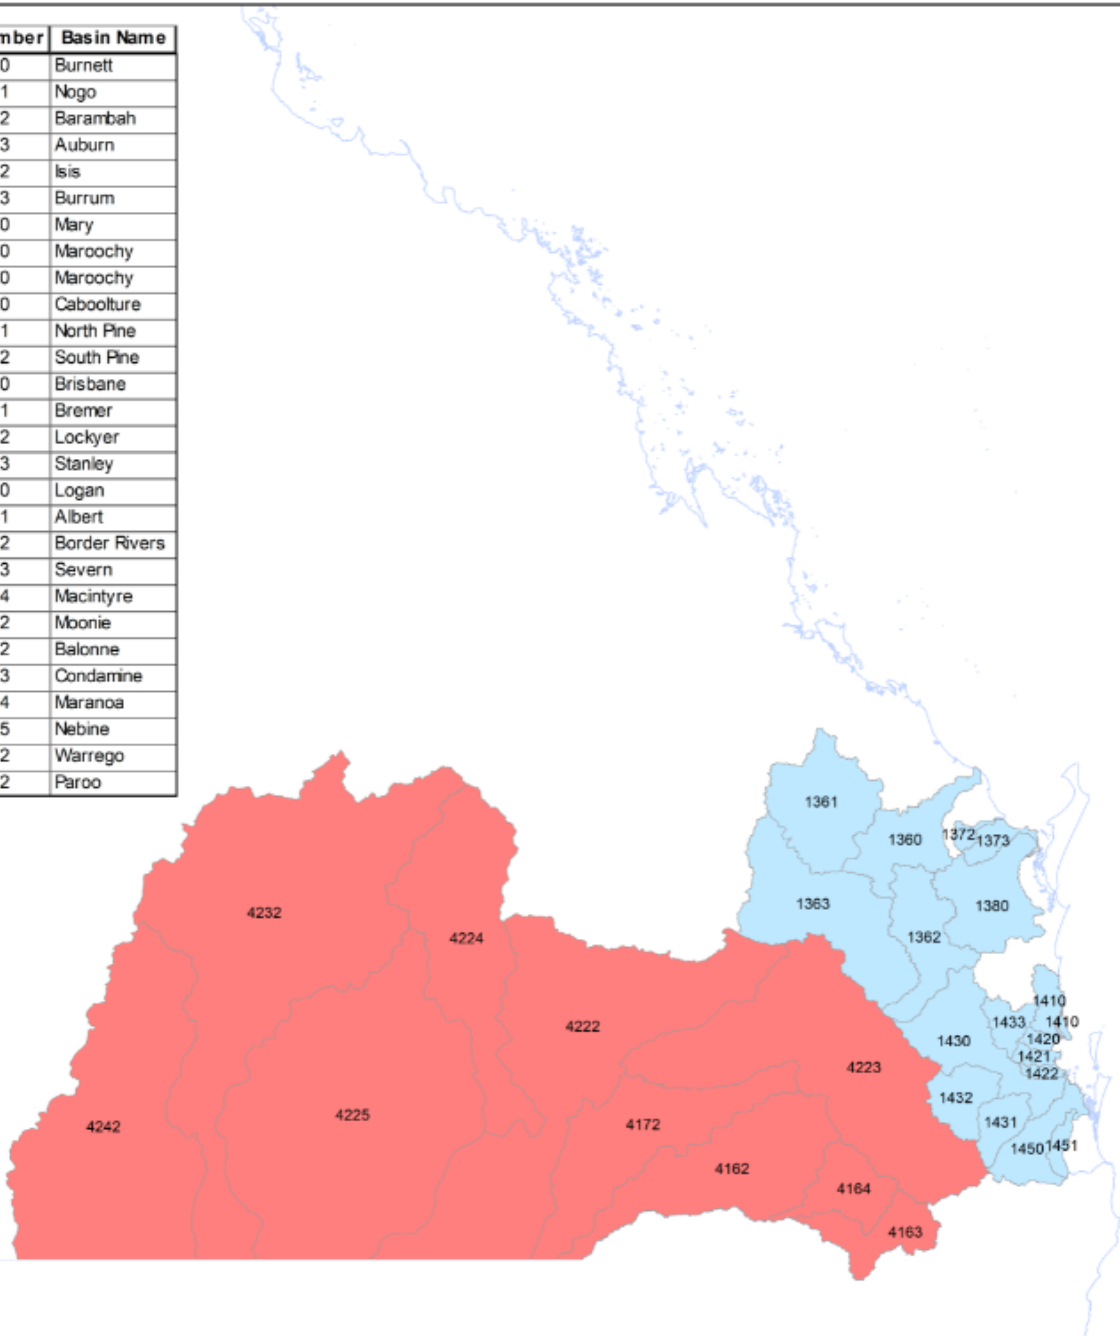 mber Basin Name
0 Burnett
1 Nogo
2 Barambah
3 Auburn
2 Isis
3 Burrum
0 Mary
0 Maroochy
0 Maroochy
0 Caboolture
1 North Pine
2 South Pine
0 Brisbane
1 Bremer
2 Lockyer
3 Stanley
0 Logan
1 Albert
2 Border Rivers
3 Severn
4 Macintyre
2 Moonie
2 Balonne
3 Condamine
4 Maranoa
5 Nebine
2 Warrego
2 Paroo
1361
1360
1372
1373
1363
1380
4232
1362
4224
1410
1433
1410
4222
1430
1420
1421
4223
1422
1432
4225
1431
4172
4242
1450
1451
4162
4164
4163